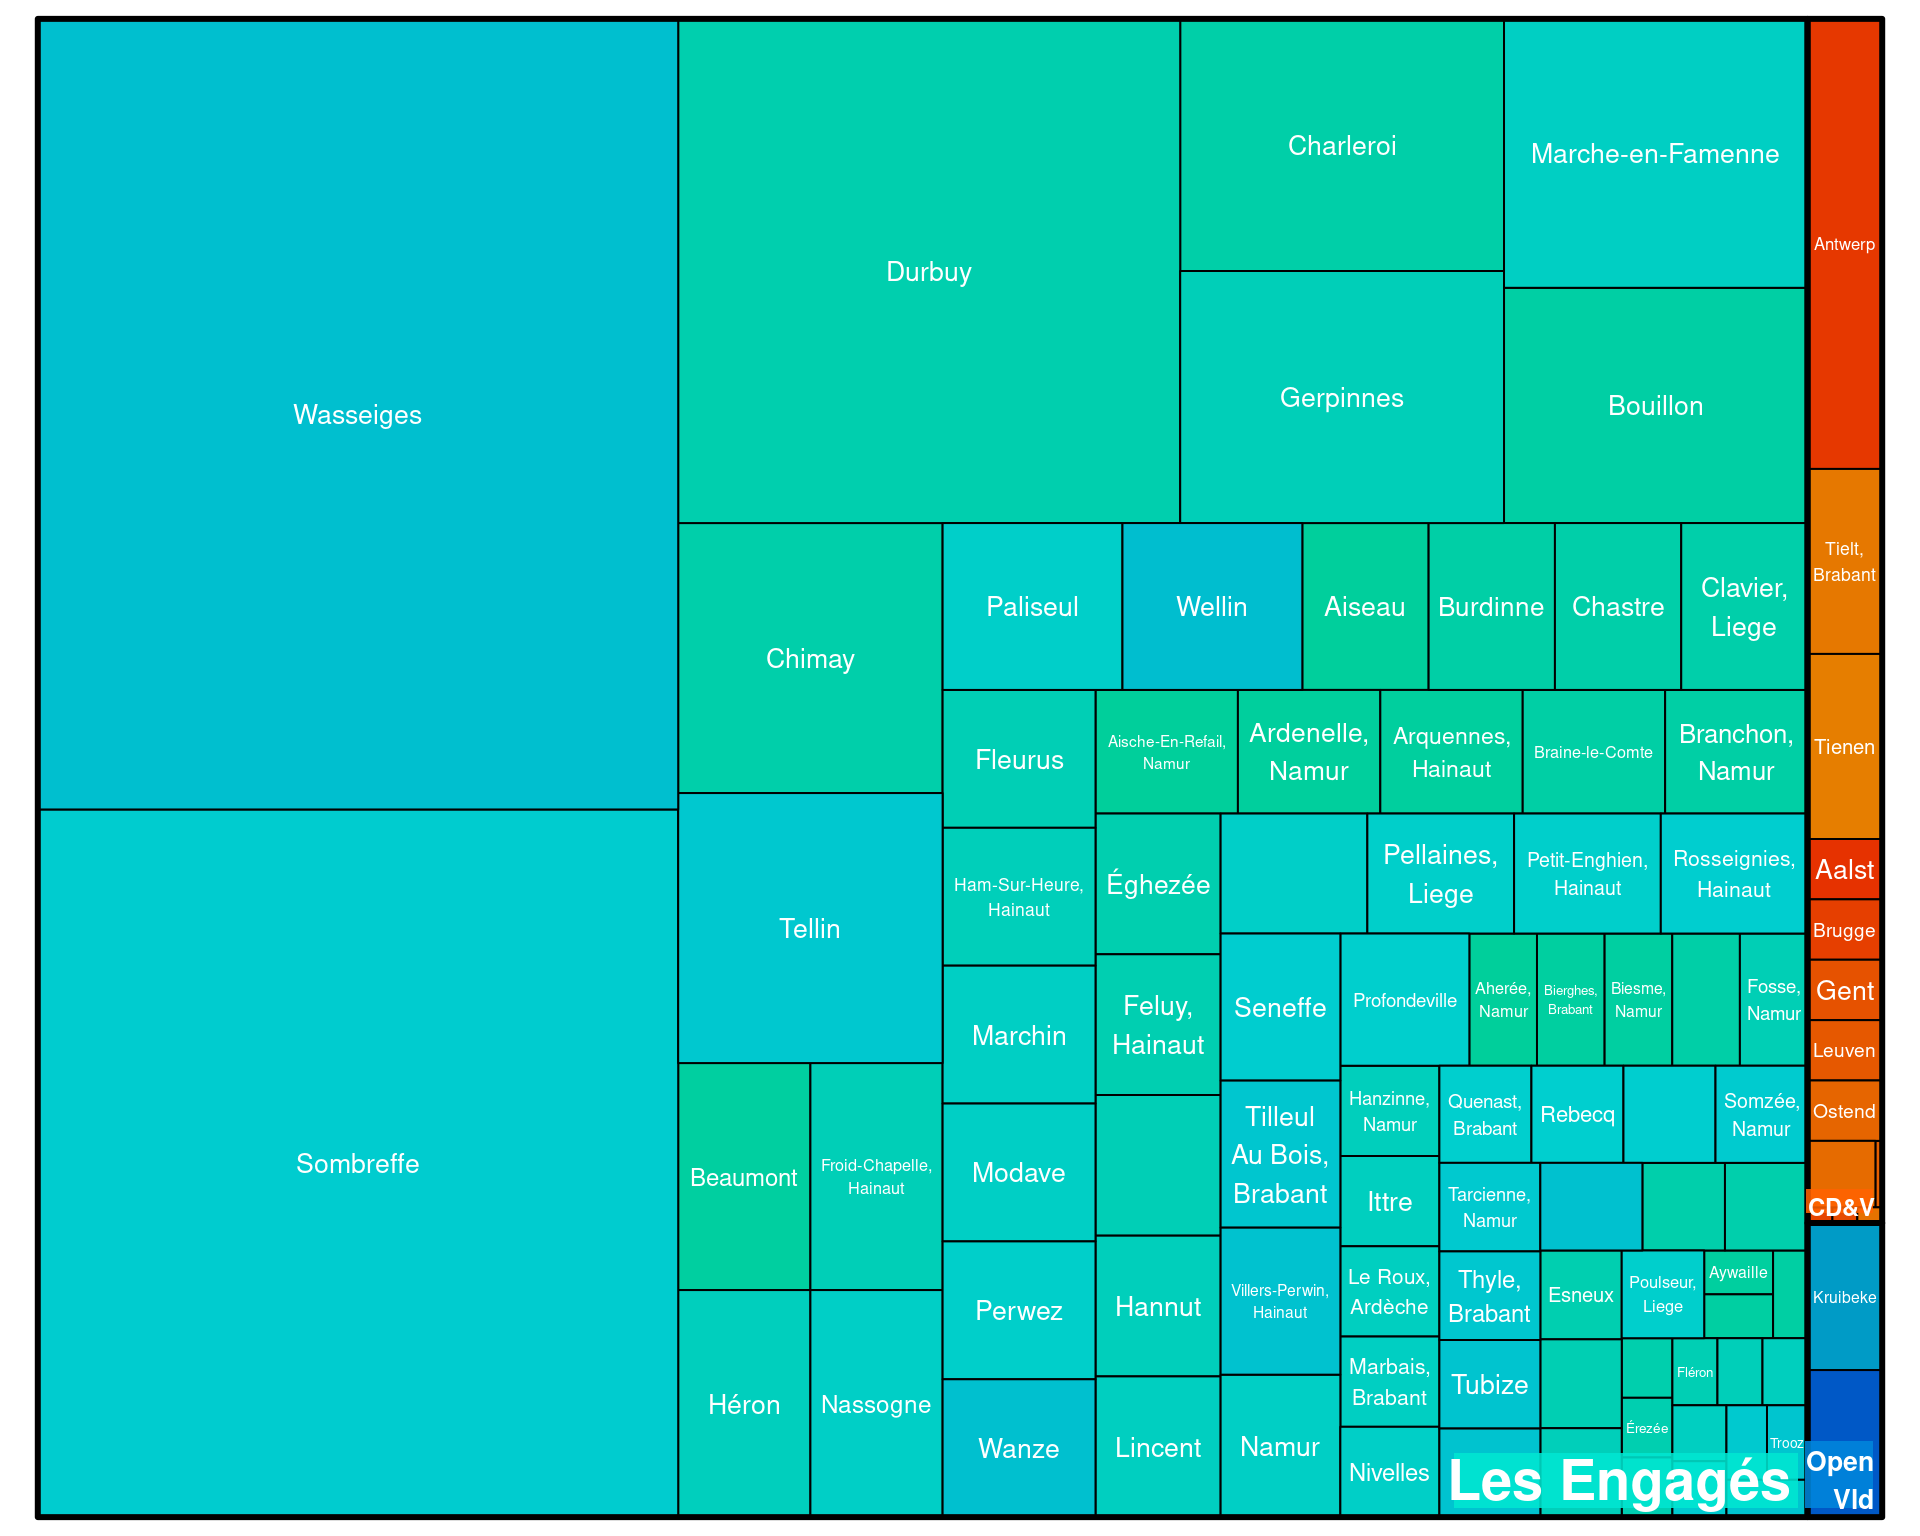 Wasseiges
Sombreffe
Durbuy
Charleroi
Gerpinnes
Marche-en-Famenne
Bouillon
Chimay
Tellin
Beaumont
Froid-Chapelle,
Hainaut
Héron
Nassogne
Paliseul
Wellin
Aiseau
Burdinne
Chastre
Clavier,
Liege
Fleurus
Ham-Sur-Heure,
Hainaut
Marchin
Modave
Perwez
Wanze
Aische-En-Refail,
Namur
Ardenelle,
Namur
Arquennes,
Hainaut
Braine-le-Comte
Branchon,
Namur
Éghezée
Feluy,
Hainaut
Hannut
Lincent
Pellaines,
Liege
Petit-Enghien,
Hainaut
Rosseignies,
Hainaut
Seneffe
Tilleul
Au Bois,
Brabant
Villers-Perwin,
Hainaut
Namur
Profondeville
Aherée,
Namur
Bierghes,
Brabant
Biesme,
Namur
Fosse,
Namur
Hanzinne,
Namur
Ittre
Le Roux,
Ardèche
Marbais,
Brabant
Nivelles
Quenast,
Brabant
Rebecq
Somzée,
Namur
Tarcienne,
Namur
Thyle,
Brabant
Tubize
Esneux
Poulseur,
Liege
Aywaille
Fléron
Érezée
Trooz
Les Engagés
Antwerp
Tielt,
Brabant
Tienen
Aalst
Brugge
Gent
Leuven
Ostend
CD&V
Kruibeke
Open
Vld